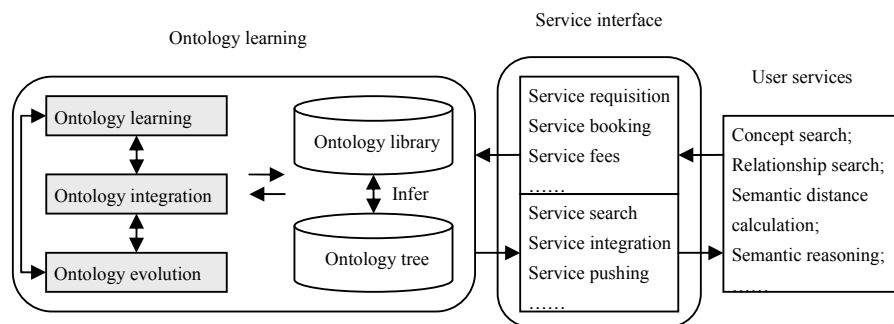 Ontology learning
Ontology learning
Ontology integration
Ontology evolution
Ontology library
Infer
Ontology tree
Service interface
Service requisition
Service booking
Service fees
……
Service search
Service integration
Service pushing
……
User services
Concept search;
Relationship search;
Semantic distance
calculation;
Semantic reasoning;
……